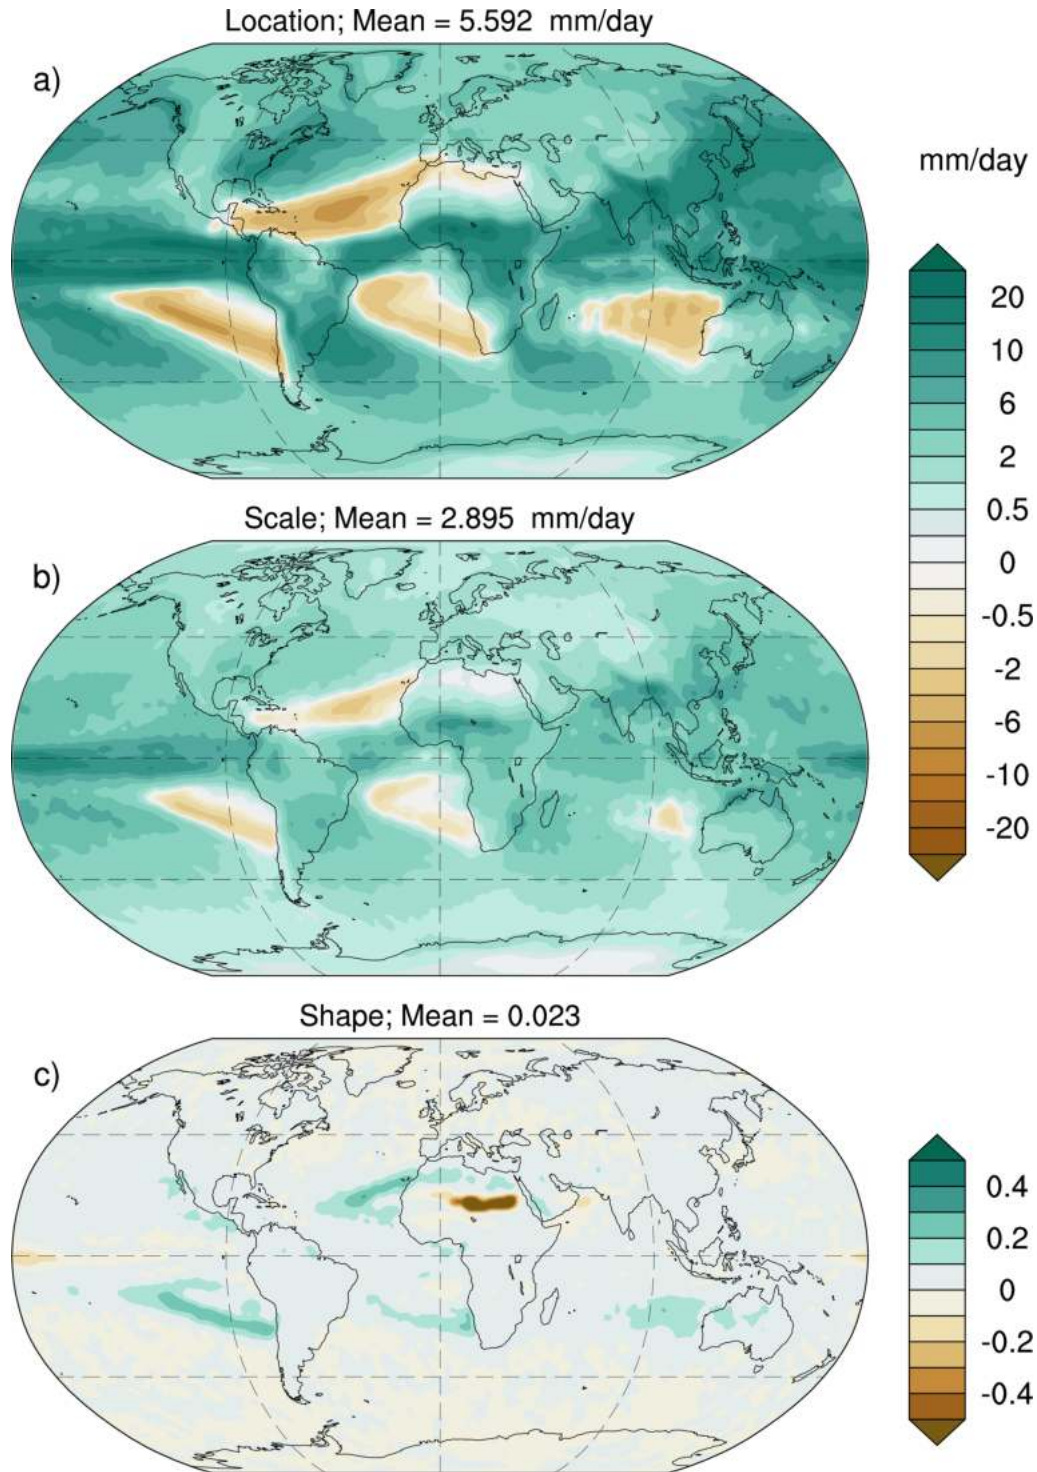 Location; Mean = 5.592 mm/day
a)
mm/day
20
10
6
2
0.5
0
-0.5
-2
-6
-10
-20
Scale; Mean = 2.895 mm/day
b)
Shape; Mean = 0.023
c)
0.4
0.2
0
-0.2
-0.4